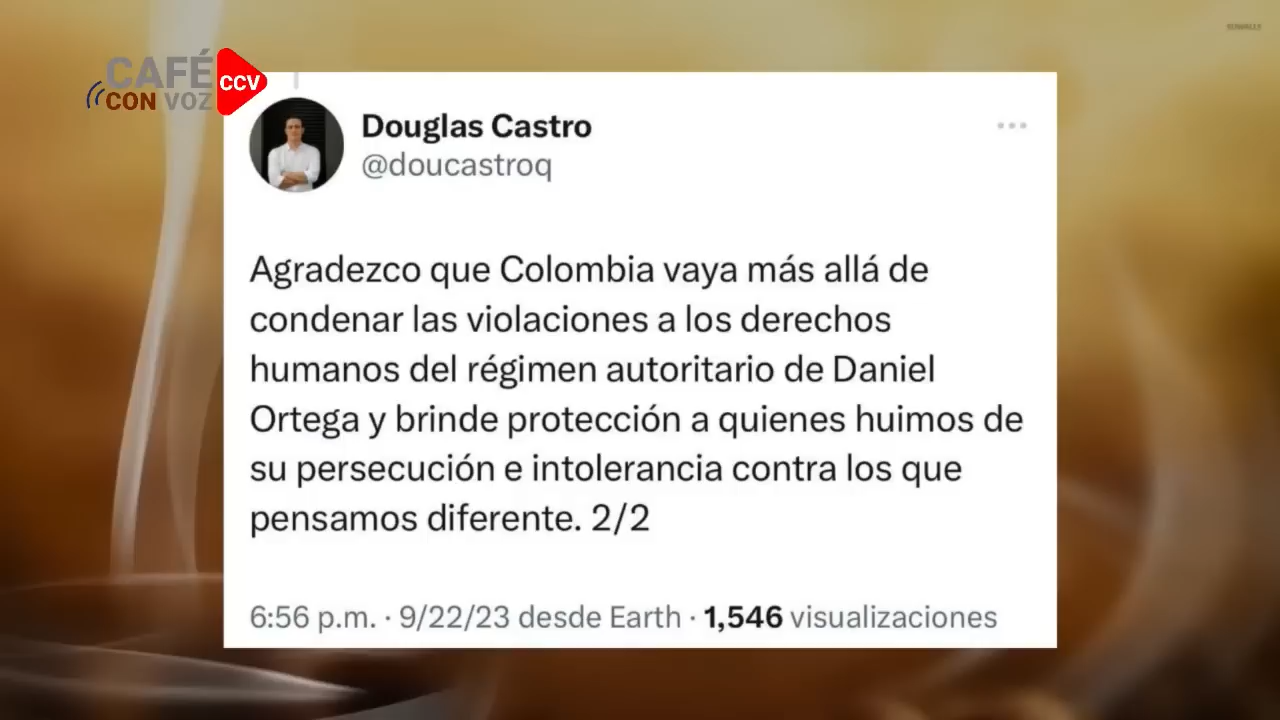 CAFÉ
CON VOZ
CCV
Douglas Castro
@doucastroq
Agradezco que Colombia vaya más allá de
condenar las violaciones a los derechos
humanos del régimen autoritario de Daniel
Ortega y brinde protección a quienes huimos de
su persecución e intolerancia contra los que
pensamos diferente. 2/2
6:56 p.m. · 9/22/23 desde Earth · 1,546 visualizaciones